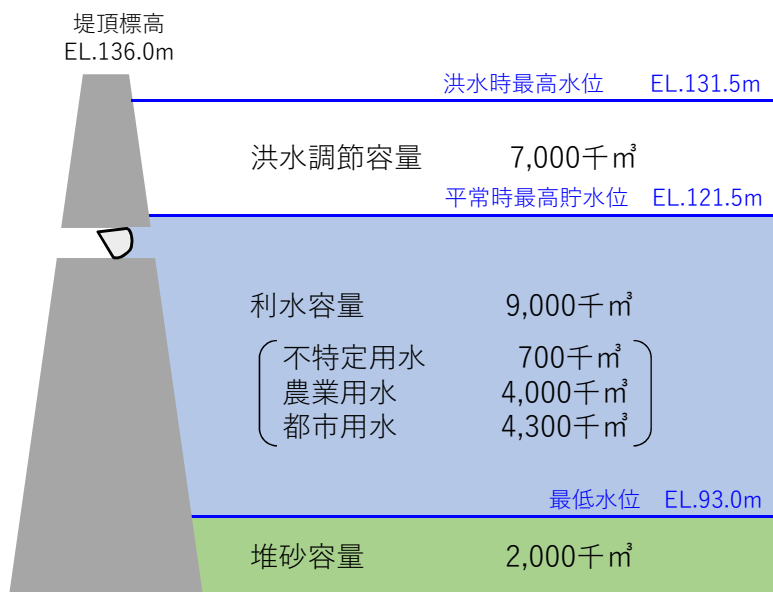 堤頂標高
EL.136.0m
洪水時最高水位 EL.131.5m
洪水調節容量 7,000千㎥
平常時最高貯水位 EL.121.5m
利水容量 9,000千㎥
不特定用水 700千㎥
農業用水 4,000千㎥
都市用水 4,300千㎥
最低水位 EL.93.0m
堆砂容量 2,000千㎥